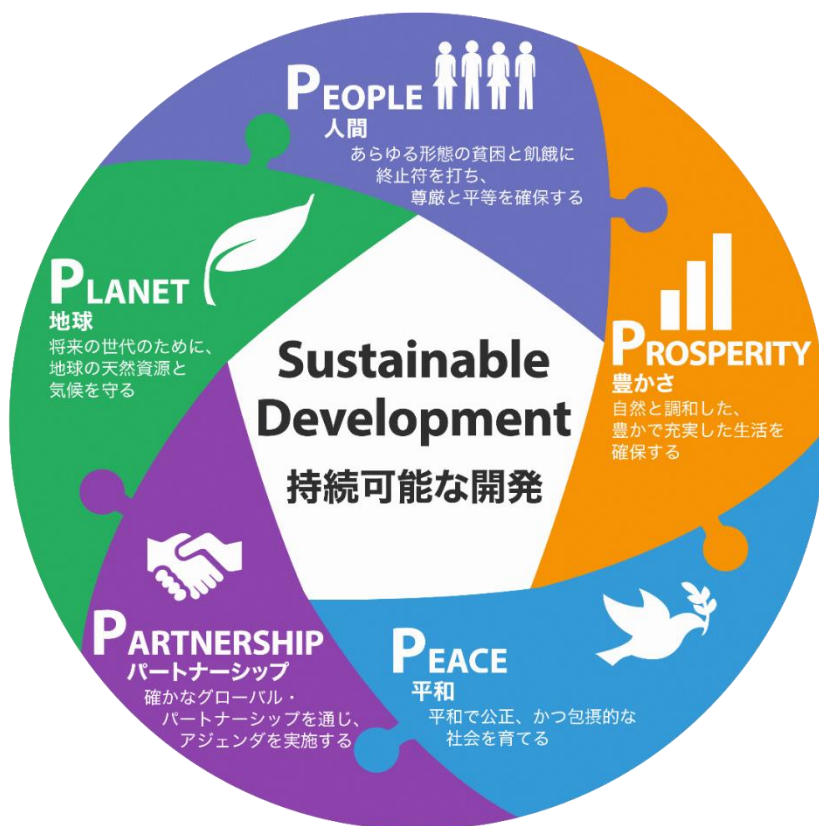 PEOPLE
人間
あらゆる形態の貧困と飢餓に
終止符を打ち、
尊厳と平等を確保する
PROSPERITY
豊かさ
自然と調和した、
豊かで充実した生活を
確保する
PEACE
平和
平和で公正、かつ包摂的な
社会を育てる
PARTNERSHIP
パートナーシップ
確かなグローバル・
パートナーシップを通じ、
アジェンダを実施する
PLANET
地球
将来の世代のために、
地球の天然資源と
気候を守る
Sustainable
Development
持続可能な開発